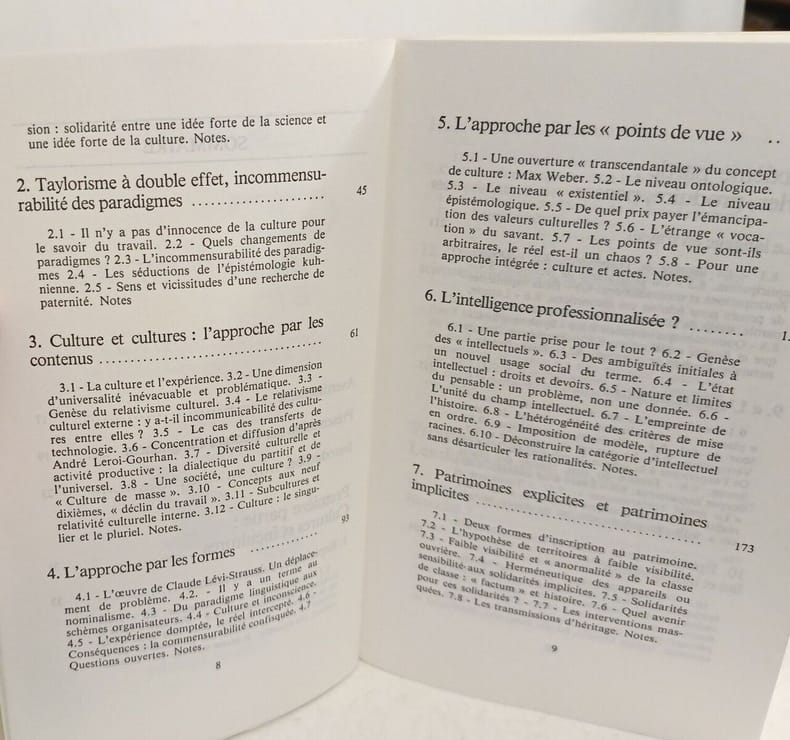 sion : solidarité entre une idée forte de la science et
une idée forte de la culture. Notes.
2. Taylorisme à double effet, incommensu-
rabilité des paradigmes ..................... 45
2.1 - Il n'y a pas d'innocence de la culture pour
le savoir du travail. 2.2 - Quels changements de
paradigmes ? 2.3 - L'incommensurabilité des paradig-
mes 2.4 - Les séductions de l'épistémologie kuh-
nienne. 2.5 - Sens et vicissitudes d'une recherche de
paternité. Notes
3. Culture et cultures : l'approche par les
contenus ................................... 61
3.1 - La culture et l'expérience. 3.2 - Une dimension
d'universalité inévacuable et problématique. 3.3 -
Genèse du relativisme culturel. 3.4 - Le relativisme
culturel externe : y a-t-il incommunicabilité des cultu-
res entre elles ? 3.5 - Le cas des transferts de
technologie. 3.6 - Concentration et diffusion d'après
André Leroi-Gourhan. 3.7 - Diversité culturelle et
activité productive : la dialectique du partitif et de
l'universel. 3.8 - Une société, une culture ? 3.9 -
« Culture de masse ». 3.10 - Concepts aux neuf
dixièmes, « déclin du travail ». 3.11 - Subcultures et
relativité culturelle interne. 3.12 - Culture : le singu-
lier et le pluriel. Notes.
4. L'approche par les formes ........... 93
4.1 - L'œuvre de Claude Lévi-Strauss. Un déplace-
ment de problème. 4.2. - Il y a un terme au
nominalisme. 4.3 - Du paradigme linguistique aux
schèmes organisateurs. 4.4 - Culture et inconscience.
4.5 - L'expérience domptée, le réel intercepté. 4.6 -
Conséquences : la commensurabilité confisquée. 4.7
Questions ouvertes. Notes.
8
5. L'approche par les « points de vue » ..
5.1 - Une ouverture « transcendantale » du concept
de culture : Max Weber. 5.2 - Le niveau ontologique.
5.3 - Le niveau « existentiel ». 5.4 - Le niveau
épistémologique. 5.5 - De quel prix payer l'émancipa-
tion des valeurs culturelles ? 5.6 - L'étrange « voca-
tion » du savant. 5.7 - Les points de vue sont-ils
arbitraires, le réel est-il un chaos ? 5.8 - Pour une
approche intégrée : culture et actes. Notes.
6. L'intelligence professionnalisée ? ........ 1
6.1 - Une partie prise pour le tout ? 6.2 - Genèse
des « intellectuels ». 6.3 - Des ambiguïtés initiales à
un nouvel usage social du terme. 6.4 - L'état
intellectuel : droits et devoirs. 6.5 - Nature et limites
du pensable : un problème, non une donnée. 6.6 -
L'unité du champ intellectuel. 6.7 - L'empreinte de
l'histoire. 6.8 - L'hétérogénéité des critères de mise
en ordre. 6.9 - Imposition de modèle, rupture de
racines. 6.10 - Déconstruire la catégorie d'intellectuel
sans désarticuler les rationalités. Notes.
7. Patrimoines explicites et patrimoines
implicites ................................. 173
7.1 - Deux formes d'inscription au patrimoine.
7.2 - L'hypothèse de territoires à faible visibilité.
7.3 - Faible visibilité et « anormalité » de la classe
ouvrière. 7.4 - Herméneutique des appareils ou
sensibilité aux solidarités implicites. 7.5 - Solidarités
de classe : « factum » et histoire. 7.6 - Quel avenir
pour ces solidarités ? - 7.7 - Les interventions mas-
quées. 7.8 - Les transmissions d'héritage. Notes.
9